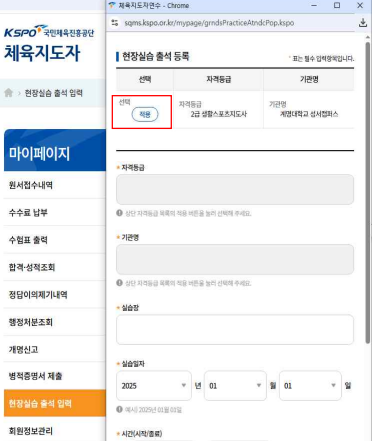 체육지도자연수 - Chrome
sqms.kspo.or.kr/mypage/grndsPracticeAtndcPop.kspo
KSPO 국민체육진흥공단
체육지도자
현장실습 출석 입력
마이페이지
원서접수내역
수수료 납부
수험표 출력
합격·성적조회
정답이의제기내역
행정처분조회
개명신고
병적증명서 제출
현장실습 출석 입력
회원정보관리
현장실습 출석 등록
* 표는 필수 입력항목입니다.
선택 자격등급 기관명
선택 자격등급 기관명
적용 2급 생활스포츠지도사 계명대학교 성서캠퍼스
* 자격등급
상단 자격등급 목록의 적용 버튼을 눌러 선택해 주세요.
* 기관명
상단 자격등급 목록의 적용 버튼을 눌러 선택해 주세요.
* 실습장
* 실습일자
2025 년 01 월 01 일
예시) 2025년 01월 01일
* 시간(시작/종료)